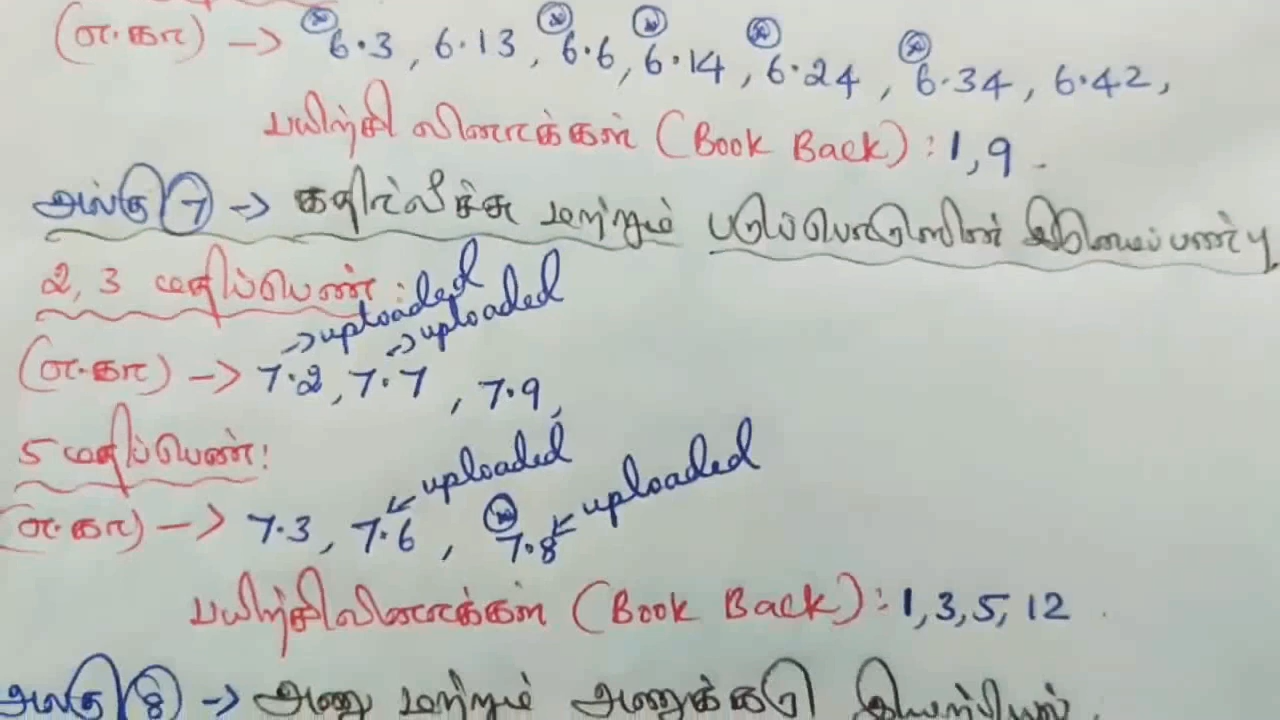 (எ.கா) -> 6.3, 6.13, 6.6, 6.14, 6.24, 6.34, 6.42,
பயிற்சி வினாக்கள் (Book Back) : 1, 9.
அலகு 7 -> கதிர்வீச்சு மற்றும் பருப்பொருளின் இருமைப்பண்பு
2, 3 மதிப்பெண் :
->uploaded ->uploaded
(எ.கா) -> 7.2, 7.7, 7.9,
5 மதிப்பெண் :
uploaded uploaded
(எ.கா) -> 7.3, 7.6, 7.8
பயிற்சி வினாக்கள் (Book Back) : 1, 3, 5, 12.
அலகு 8 -> அணு மற்றும் அணுக்கரு இயற்பியல்.